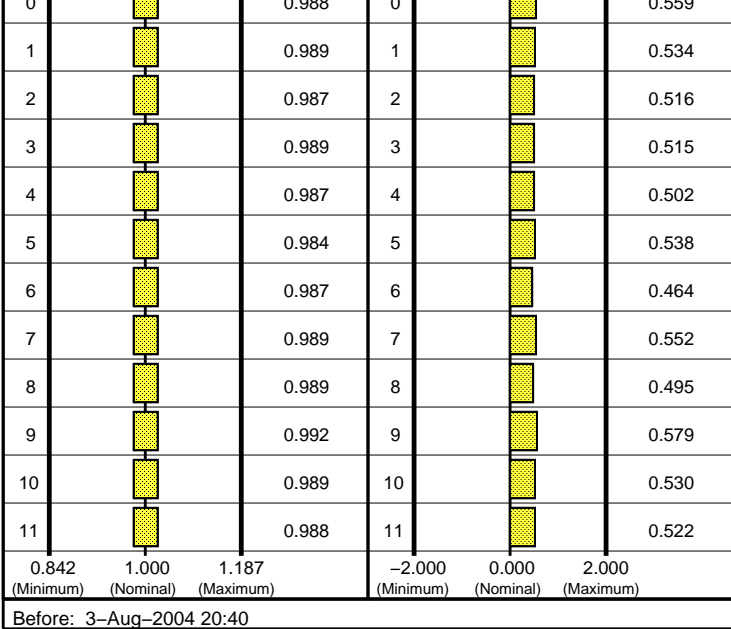 0 0.988 0 0.559
1 0.989 1 0.534
2 0.987 2 0.516
3 0.989 3 0.515
4 0.987 4 0.502
5 0.984 5 0.538
6 0.987 6 0.464
7 0.989 7 0.552
8 0.989 8 0.495
9 0.992 9 0.579
10 0.989 10 0.530
11 0.988 11 0.522
0.842 1.000 1.187 −2.000 0.000 2.000
(Minimum) (Nominal) (Maximum) (Minimum) (Nominal) (Maximum)
Before: 3−Aug−2004 20:40